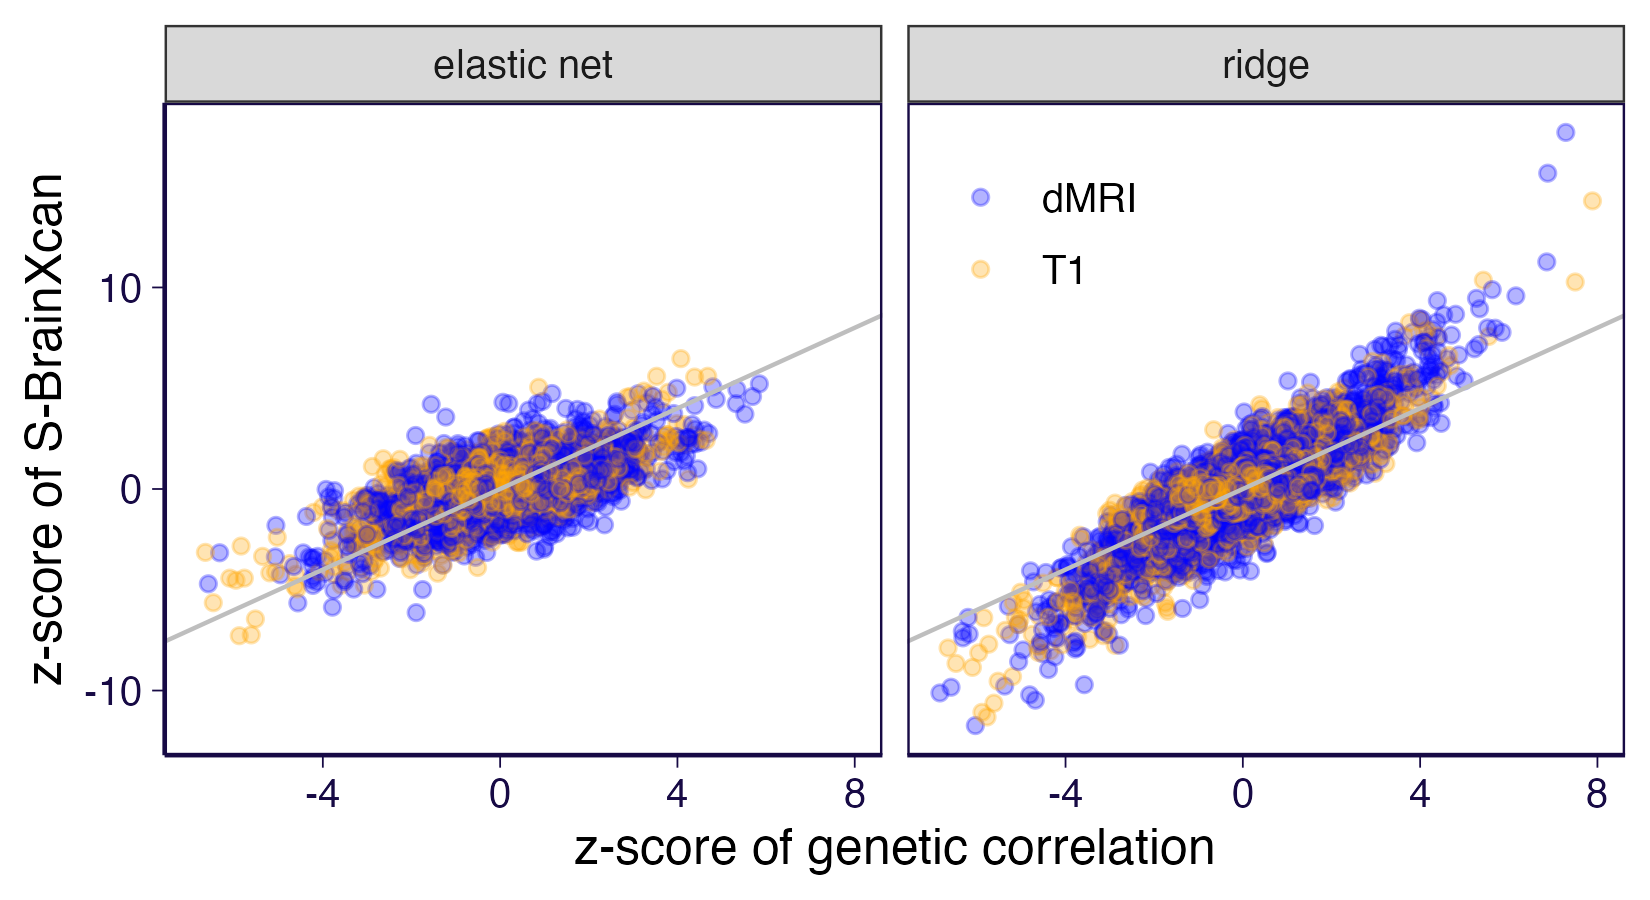 elastic net
ridge
z-score of S-BrainXcan
dMRI
T1
10
0
-10
-4
0
4
8
-4
0
4
8
z-score of genetic correlation